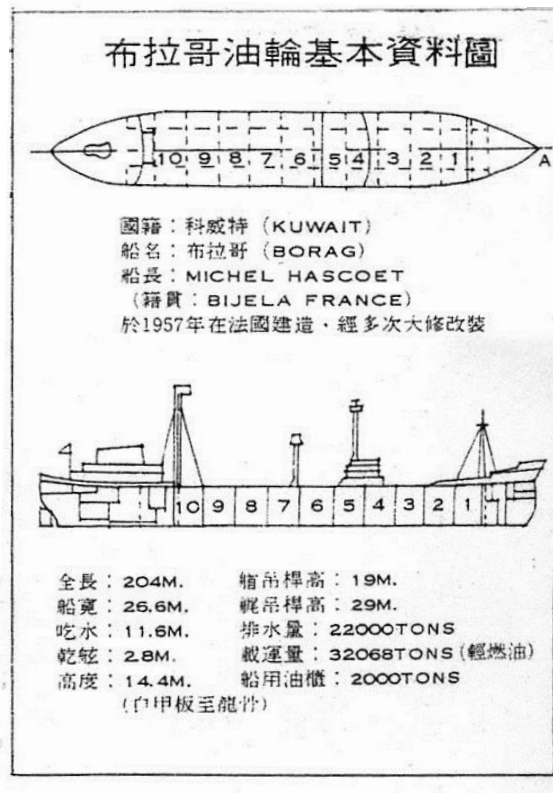 布拉哥油輪基本資料圖
10 9 8 7 6 5 4 3 2 1 A
國籍：科威特（KUWAIT）
船名：布拉哥（BORAG）
船長：MICHEL HASCOET
（籍貫：BIJELA FRANCE）
於1957年在法國建造、經多次大修改裝
10 9 8 7 6 5 4 3 2 1
全長：204M. 艏吊桿高：19M.
船寬：26.6M. 艉吊桿高：29M.
吃水：11.6M. 排水量：22000TONS
乾舷：2.8M. 載運量：32068TONS（輕燃油）
高度：14.4M. 船用油櫃：2000TONS
（自甲板至龍骨）